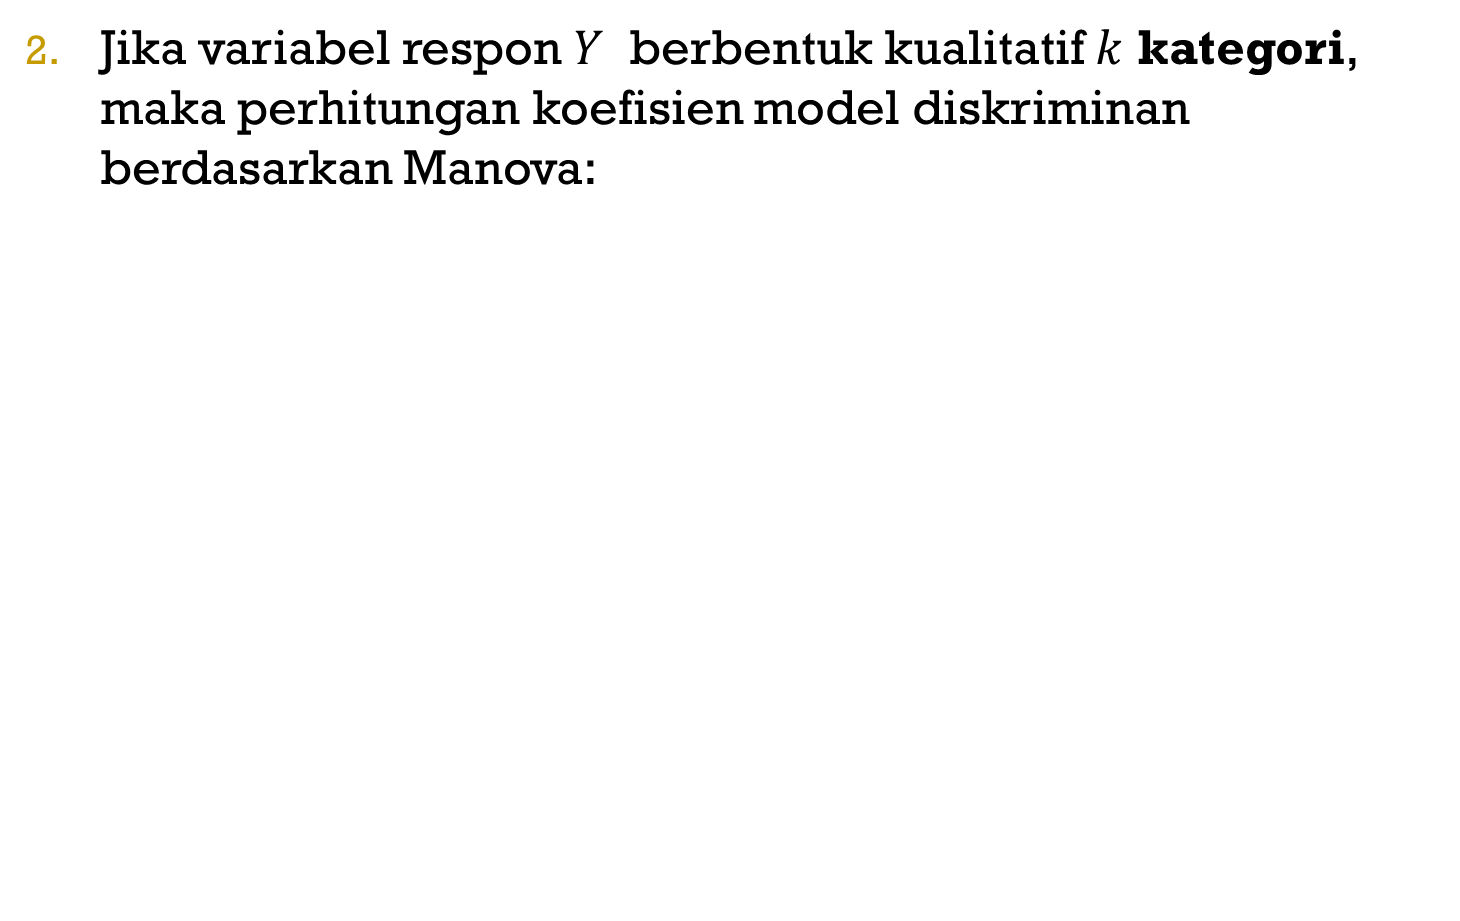 2. Jika variabel respon Y berbentuk kualitatif k kategori,
maka perhitungan koefisien model diskriminan
berdasarkan Manova: